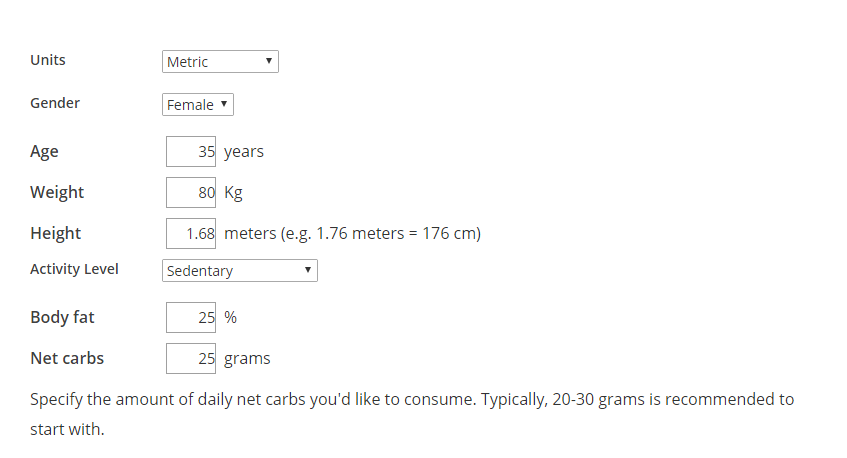 Units Metric
Gender Female
Age 35 years
Weight 80 Kg
Height 1.68 meters (e.g. 1.76 meters = 176 cm)
Activity Level Sedentary
Body fat 25 %
Net carbs 25 grams
Specify the amount of daily net carbs you'd like to consume. Typically, 20-30 grams is recommended to
start with.